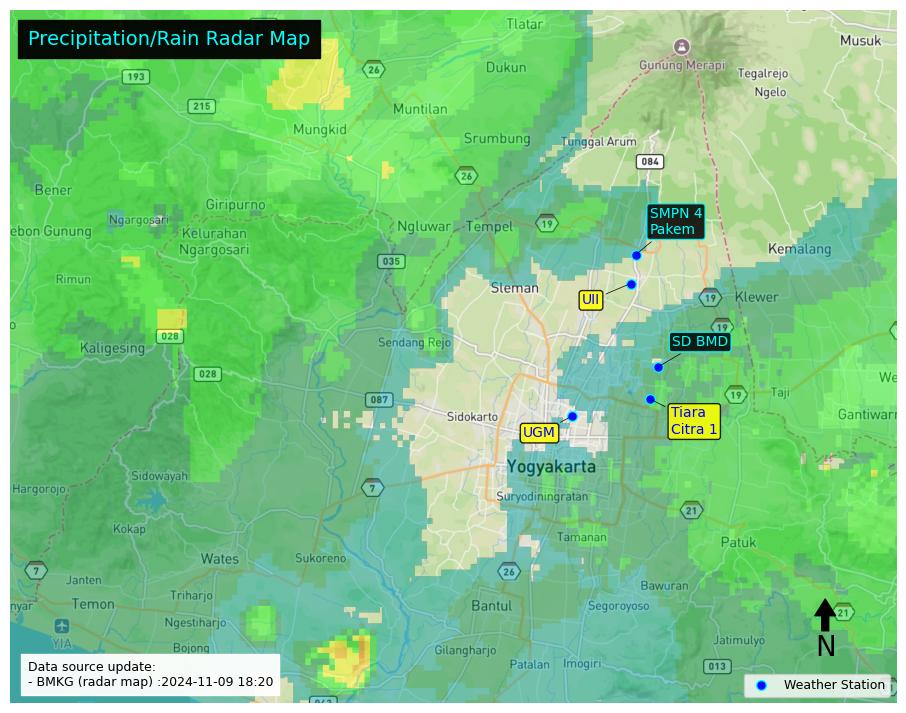 Precipitation/Rain Radar Map
Tlatar
Musuk
Gunung Merapi
Dukun
26
193
Tegalrejo
Ngelo
215
Muntilan
Mungkid
Srumbung
Tunggal Arum
084
26
Bener
Giripurno
SMPN 4
Pakem
Ngargosari
Ngluwar
Tempel
19
ebon Gunung
Kelurahan
Ngargosari
Kemalang
035
Rimun
Sleman
UII
19
Klewer
19
028
Sendang Rejo
SD BMD
Kaligesing
028
We
Taji
19
087
Tiara
Citra 1
Gantiwarn
Sidokarto
UGM
Yogyakarta
Sidowayah
7
Hargorojo
Suryodiningratan
21
Kokap
Tamanan
Patuk
Wates
Sukoreno
7
26
Janten
Bawuran
Triharjo
nyar
Temon
Bantul
Segoroyoso
21
Ngestiharjo
YIA
N
Bojong
Jatimulyo
Gilangharjo
Patalan
Imogiri
013
Data source update:
- BMKG (radar map) :2024-11-09 18:20
Weather Station